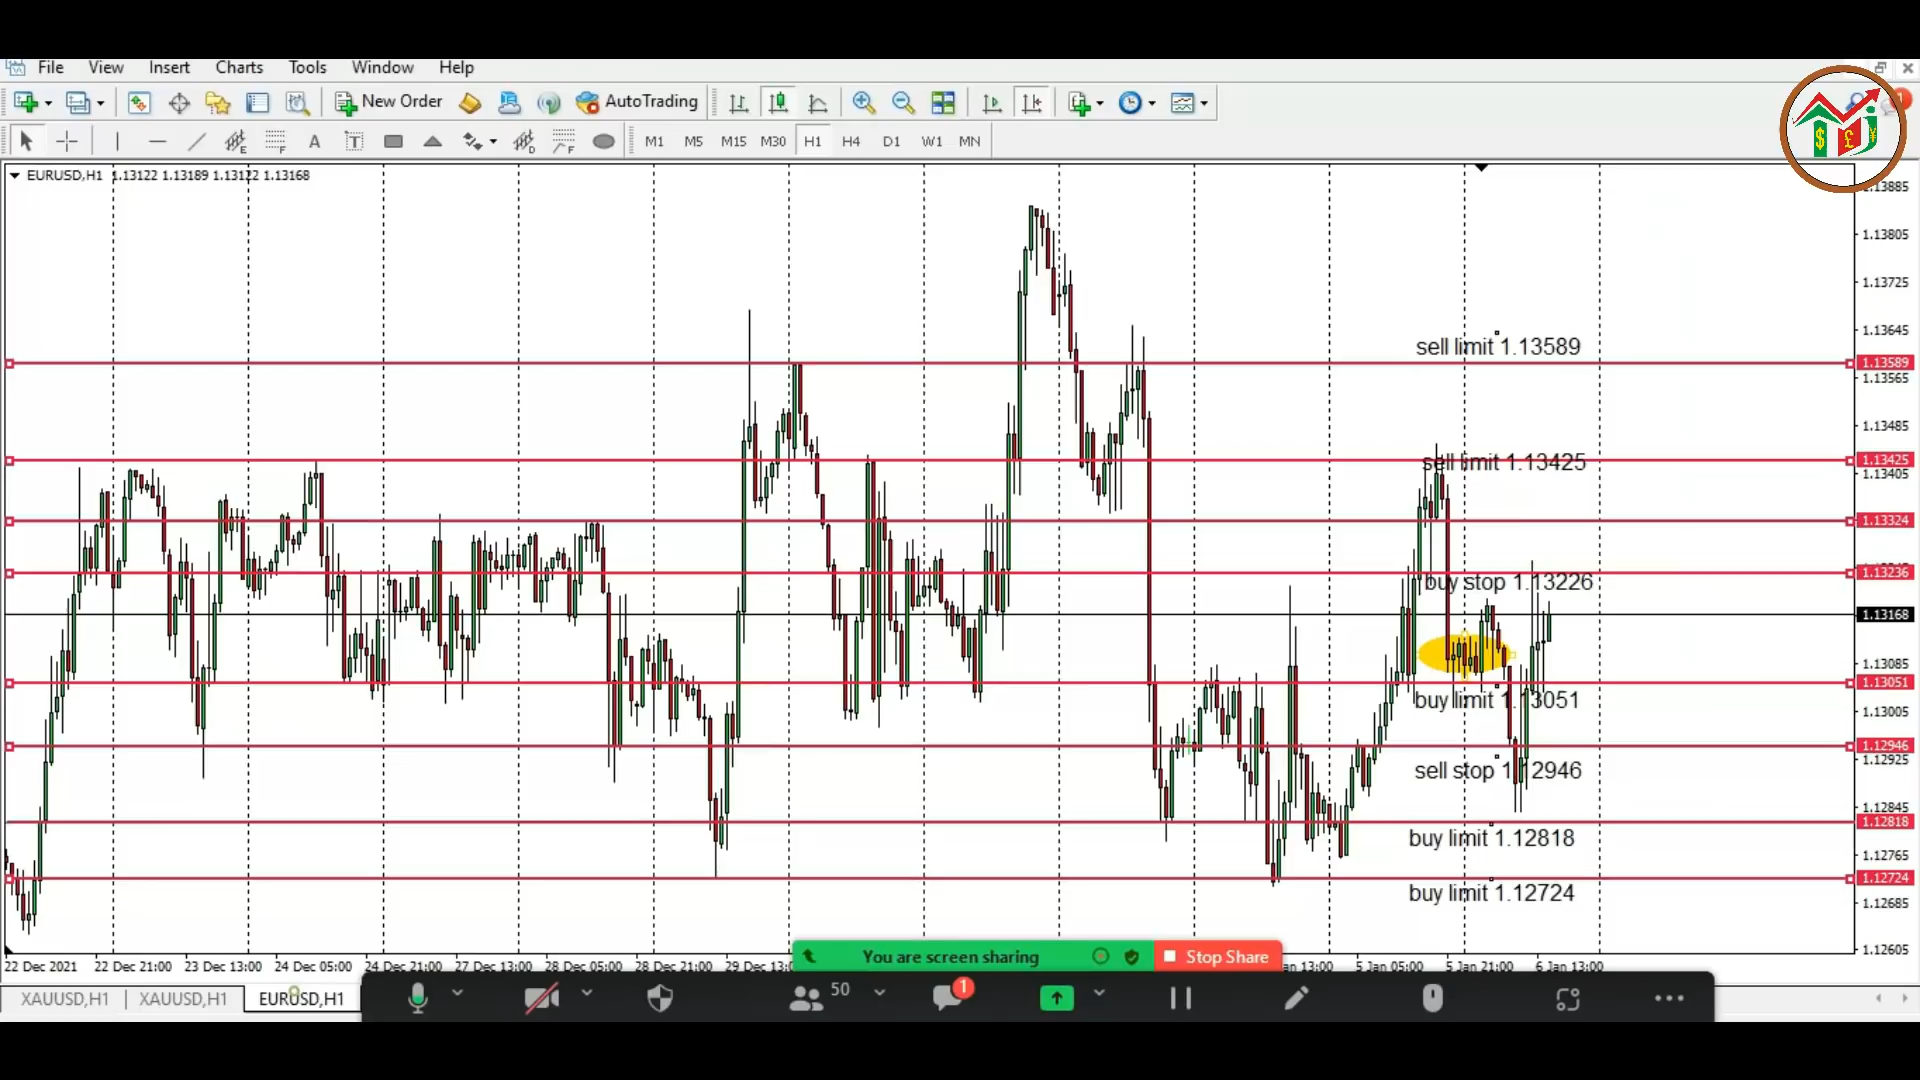 File View Insert Charts Tools Window Help
New Order AutoTrading
M1 M5 M15 M30 H1 H4 D1 W1 MN
EURUSD,H1 1.13122 1.13189 1.13122 1.13168
1.13885
1.13805
1.13725
1.13645
sell limit 1.13589
1.13589
1.13565
1.13485
sell limit 1.13425
1.13425
1.13405
1.13324
1.13236
buy stop 1.13226
1.13168
1.13085
1.13051
buy limit 1.13051
1.13005
1.12946
1.12925
sell stop 1.12946
1.12845
1.12818
buy limit 1.12818
1.12765
1.12724
buy limit 1.12724
1.12685
1.12605
You are screen sharing Stop Share
22 Dec 2021 22 Dec 21:00 23 Dec 13:00 24 Dec 05:00 24 Dec 21:00 27 Dec 13:00 28 Dec 05:00 28 Dec 21:00 29 Dec 13:0 n 13:00 5 Jan 05:00 5 Jan 21:00 6 Jan 13:00
XAUUSD,H1 XAUUSD,H1 EURUSD,H1
50 1